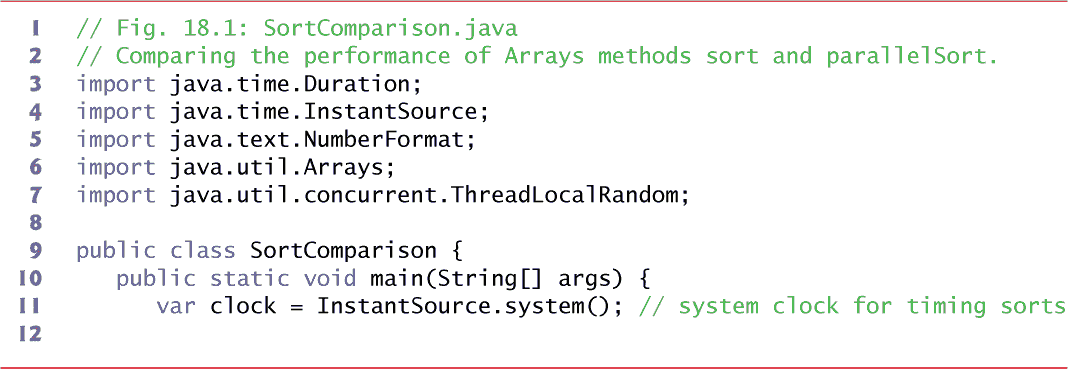 1 // Fig. 18.1: SortComparison.java
2 // Comparing the performance of Arrays methods sort and parallelSort.
3 import java.time.Duration;
4 import java.time.InstantSource;
5 import java.text.NumberFormat;
6 import java.util.Arrays;
7 import java.util.concurrent.ThreadLocalRandom;
8
9 public class SortComparison {
10 public static void main(String[] args) {
11 var clock = InstantSource.system(); // system clock for timing sorts
12